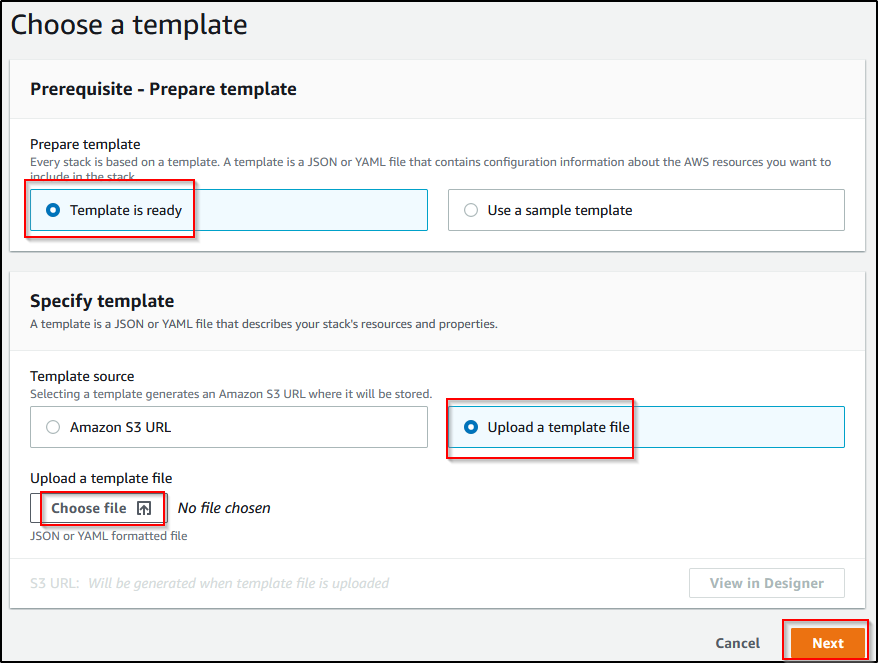 Choose a template
Prerequisite - Prepare template
Prepare template
Every stack is based on a template. A template is a JSON or YAML file that contains configuration information about the AWS resources you want to
include in the stack.
Template is ready
Use a sample template
Specify template
A template is a JSON or YAML file that describes your stack's resources and properties.
Template source
Selecting a template generates an Amazon S3 URL where it will be stored.
Amazon S3 URL
Upload a template file
Upload a template file
Choose file
No file chosen
JSON or YAML formatted file
S3 URL: Will be generated when template file is uploaded
View in Designer
Cancel
Next